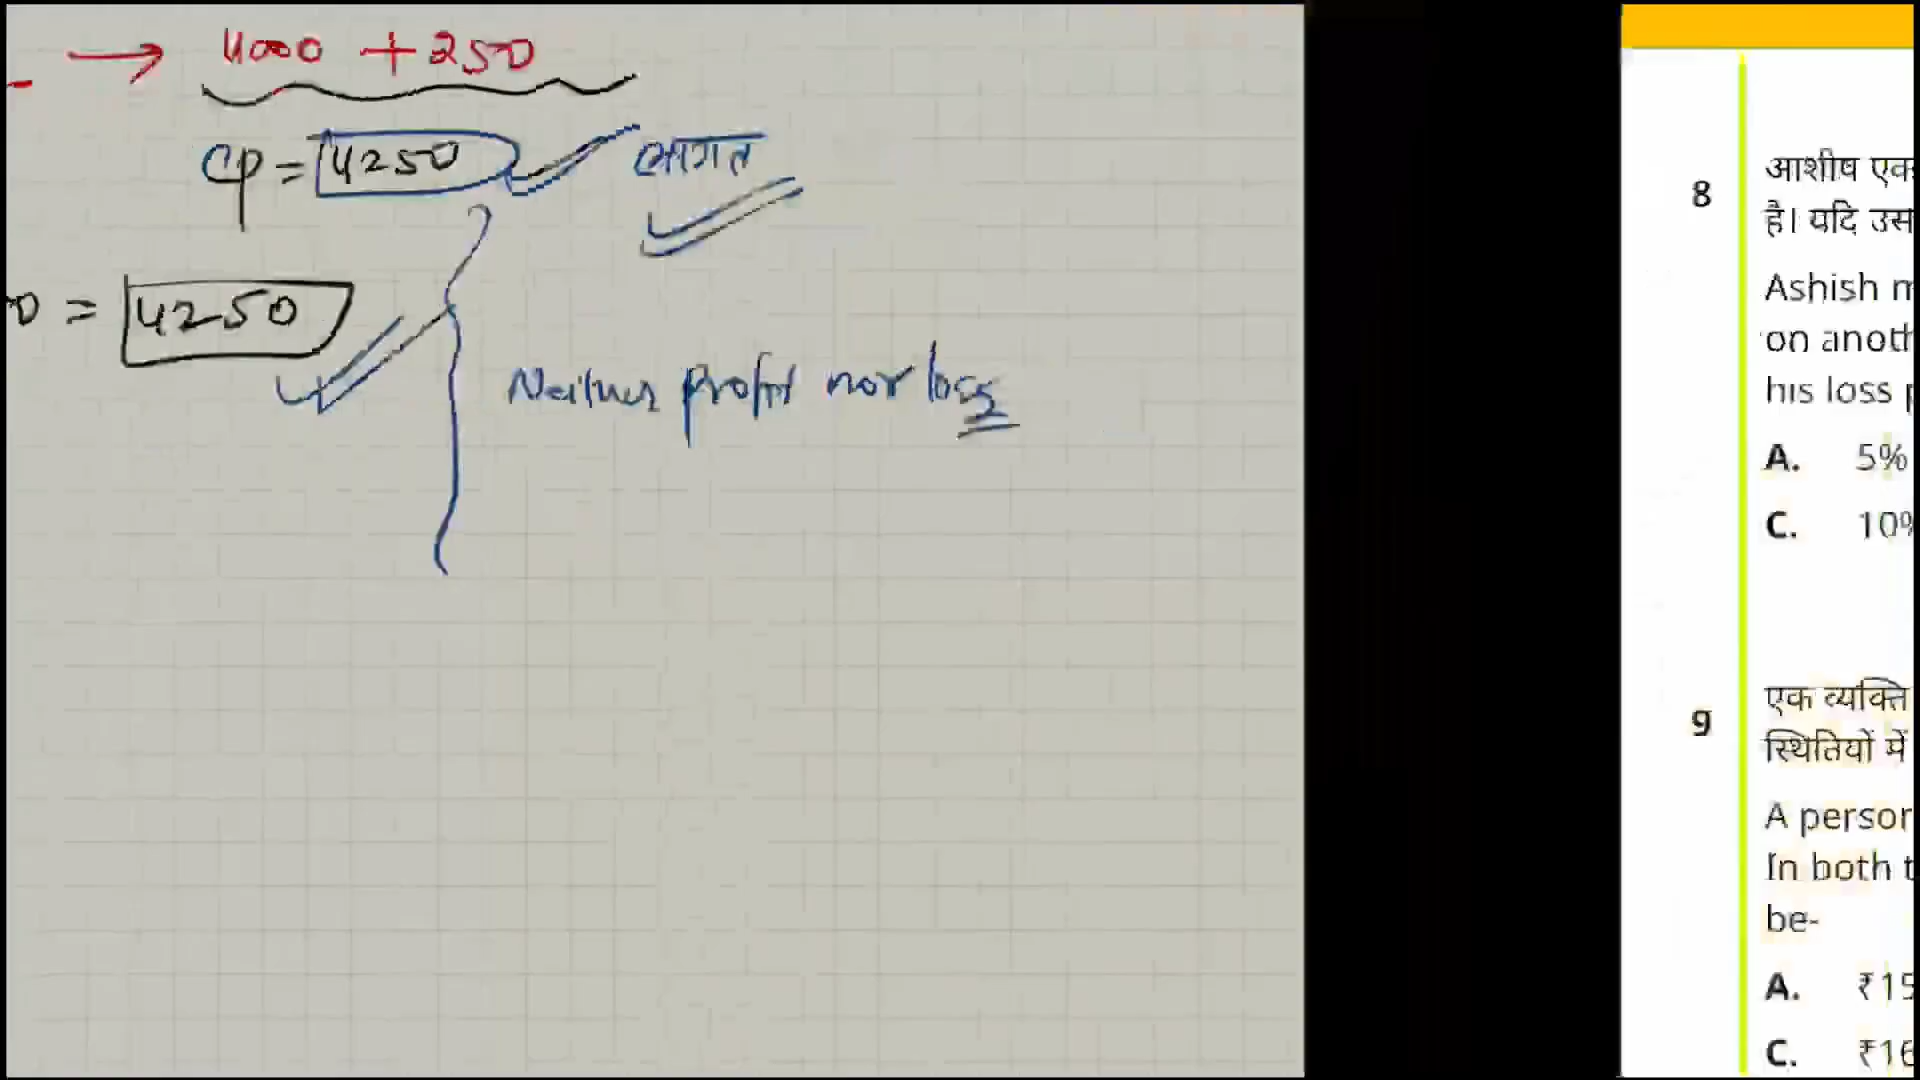 → 4000 + 250
CP = 4250 लागत
= 4250
Neither profit nor loss
8
आशीष एक
है। यदि उस
Ashish
on anoth
his loss
A. 5%
C. 10%
9
एक व्यक्ति
स्थितियों में
A person
In both t
be-
A. ₹15
C. ₹16